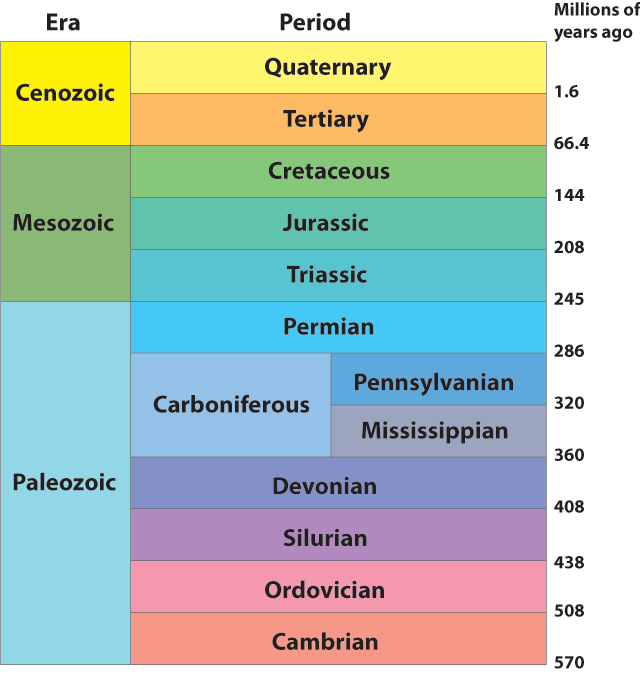 Era Period Millions of
years ago
Cenozoic
Quaternary
1.6
Tertiary
66.4
Mesozoic
Cretaceous
144
Jurassic
208
Triassic
245
Paleozoic
Permian
286
Carboniferous
Pennsylvanian
320
Mississippian
360
Devonian
408
Silurian
438
Ordovician
508
Cambrian
570